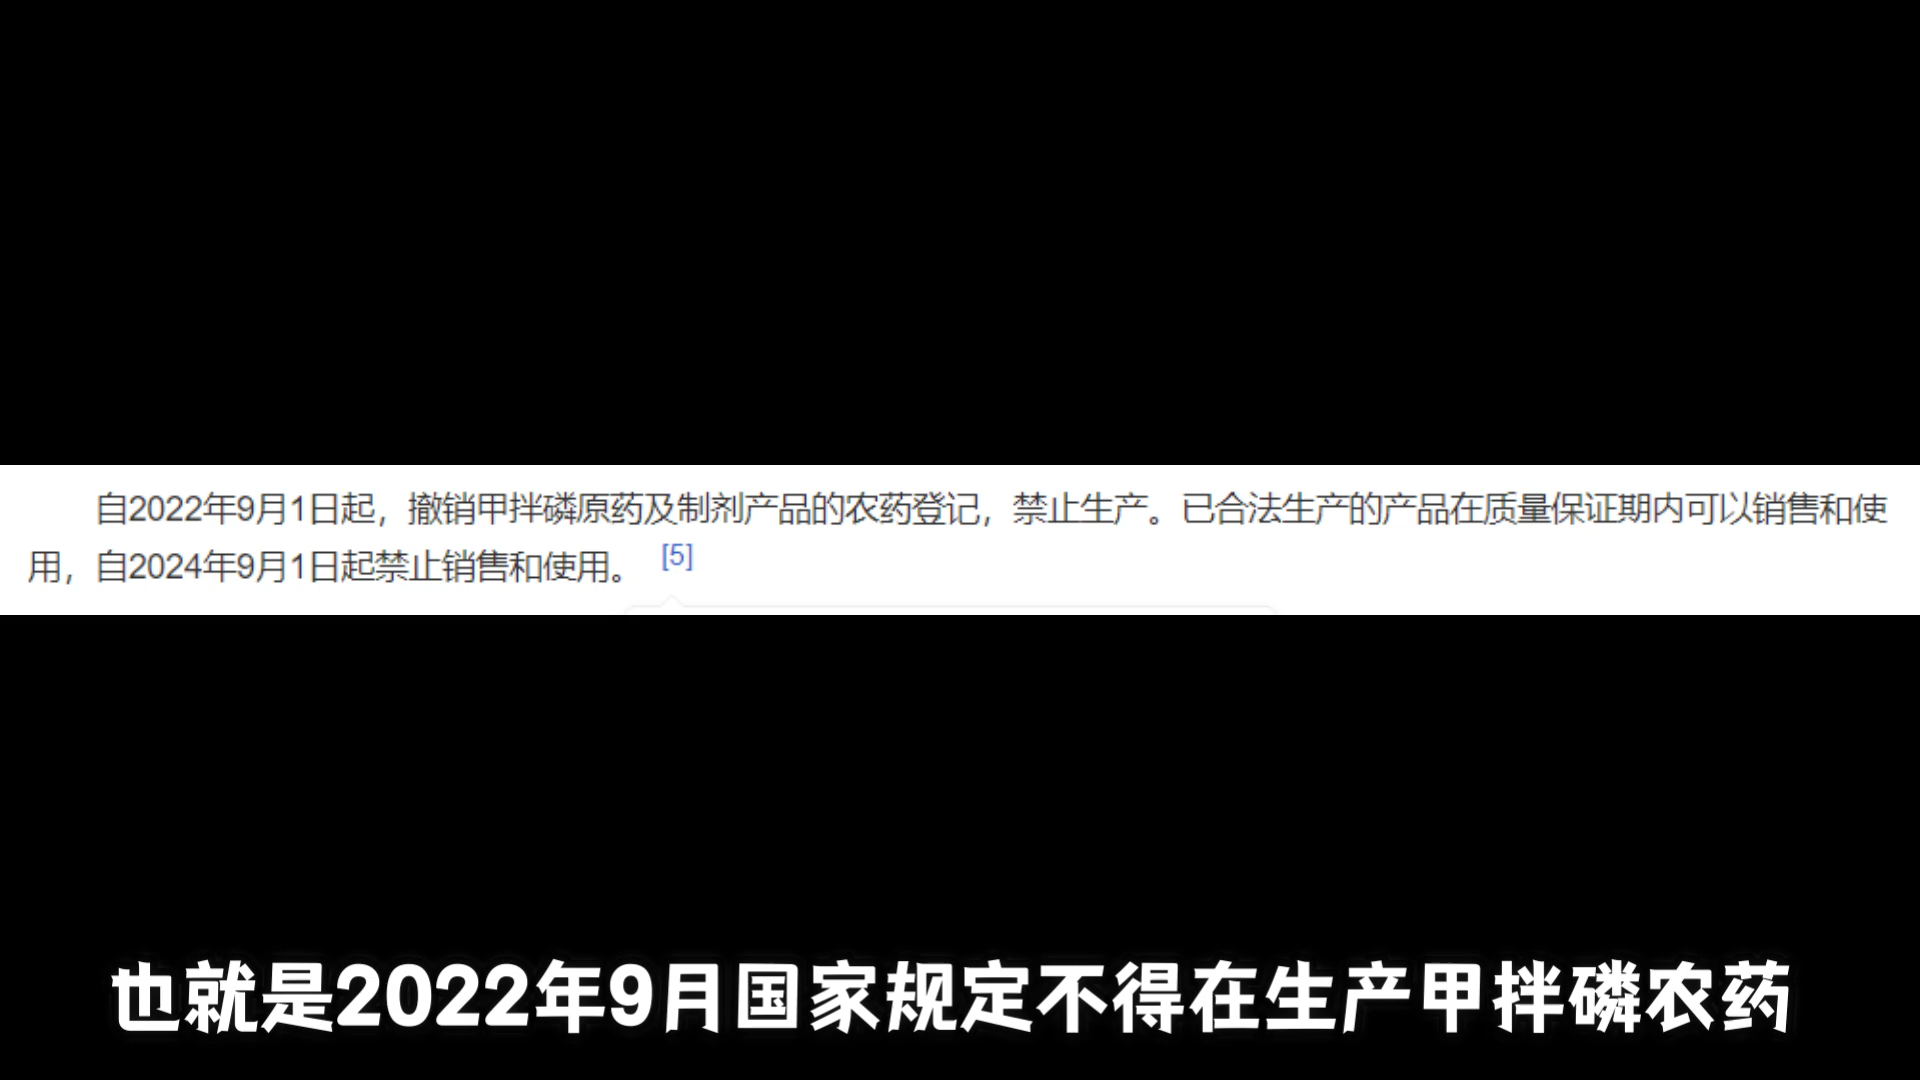 自2022年9月1日起，撤销甲拌磷原药及制剂产品的农药登记，禁止生产。已合法生产的产品在质量保证期内可以销售和使
用，自2024年9月1日起禁止销售和使用。 [5]
也就是2022年9月国家规定不得在生产甲拌磷农药